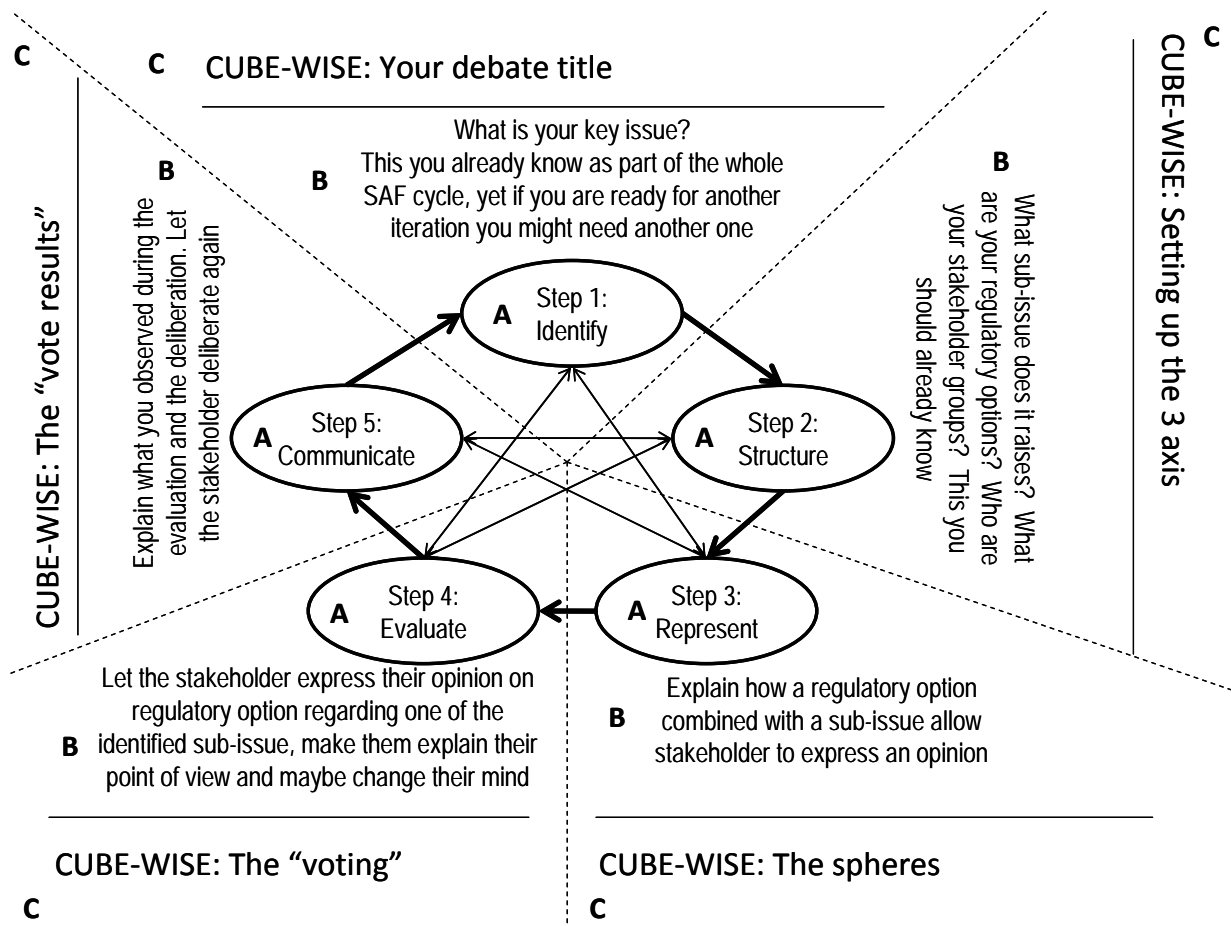 C
CUBE-WISE: Your debate title
B
What is your key issue?
This you already know as part of the whole
SAF cycle, yet if you are ready for another
iteration you might need another one
A
Step 1:
Identify
C
CUBE-WISE: Setting up the 3 axis
B
What sub-issue does it raises? What
are your regulatory options? Who are
your stakeholder groups? This you
should already know
A
Step 2:
Structure
A
Step 3:
Represent
B
Explain how a regulatory option
combined with a sub-issue allow
stakeholder to express an opinion
CUBE-WISE: The spheres
C
A
Step 4:
Evaluate
B
Let the stakeholder express their opinion on
regulatory option regarding one of the
identified sub-issue, make them explain their
point of view and maybe change their mind
CUBE-WISE: The “voting”
C
A
Step 5:
Communicate
B
Explain what you observed during the
evaluation and the deliberation. Let
the stakeholder deliberate again
CUBE-WISE: The “vote results”
C